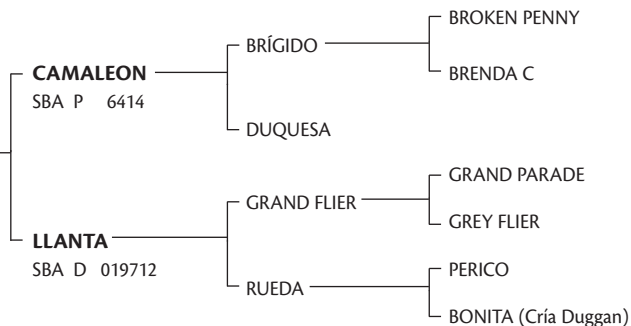 BROKEN PENNY
BRÍGIDO
CAMALEON
BRENDA C
SBA P 6414
DUQUESA
GRAND PARADE
GRAND FLIER
GREY FLIER
LLANTA
SBA D 019712
PERICO
RUEDA
BONITA (Cría Duggan)